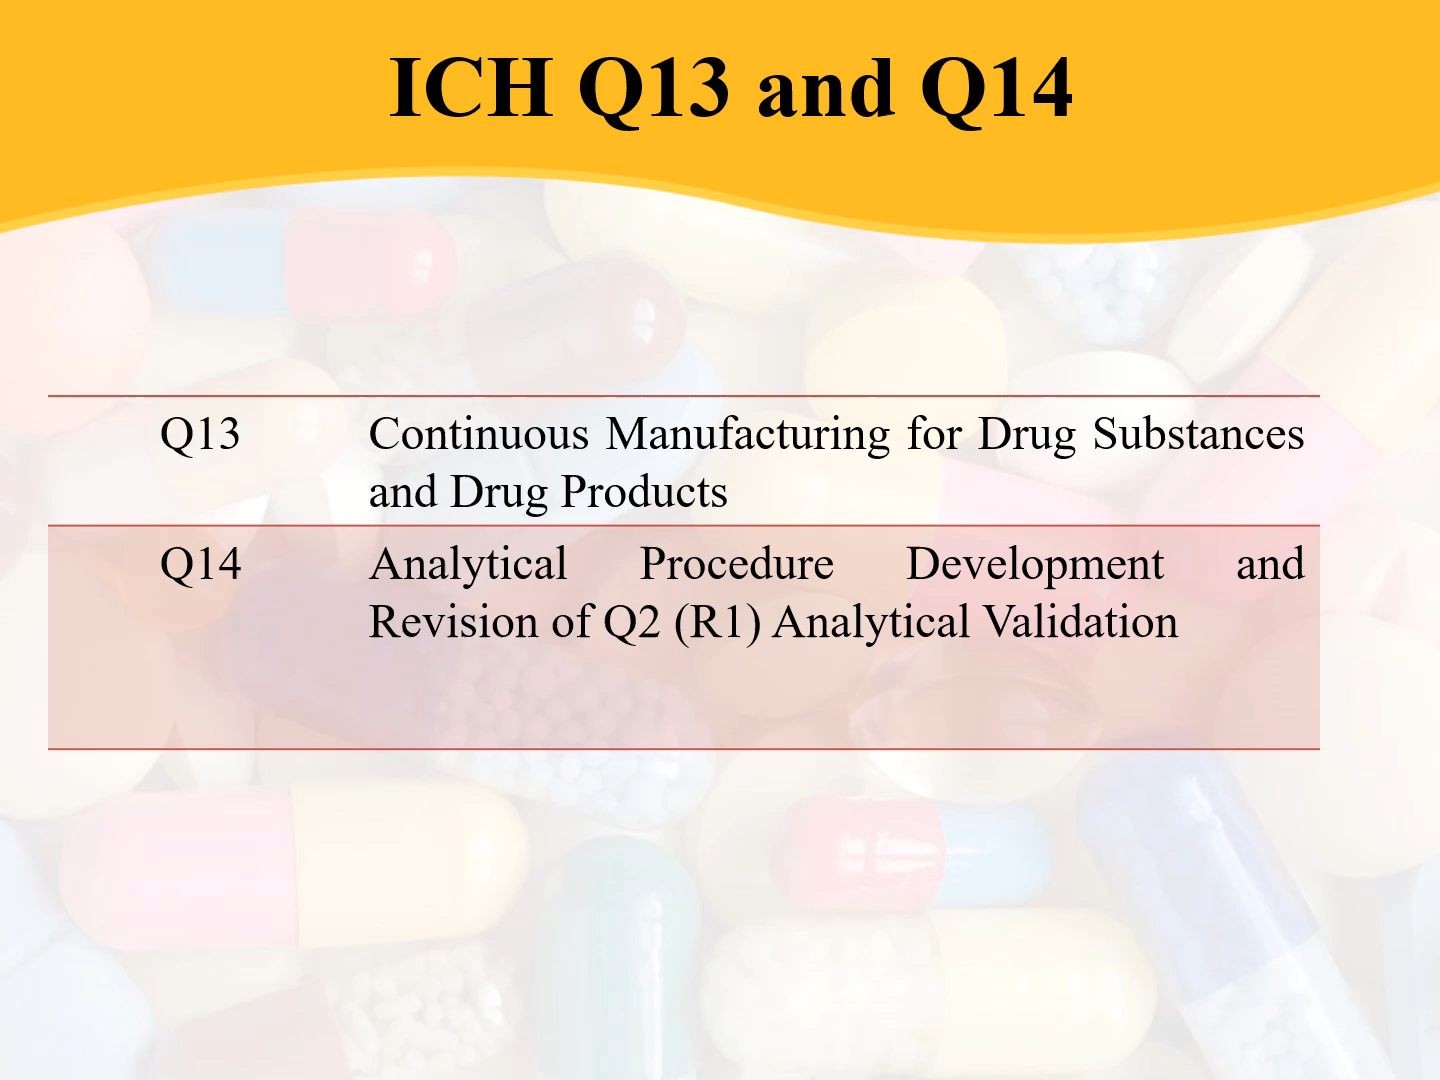 ICH Q13 and Q14
Q13 Continuous Manufacturing for Drug Substances
and Drug Products
Q14 Analytical Procedure Development and
Revision of Q2 (R1) Analytical Validation